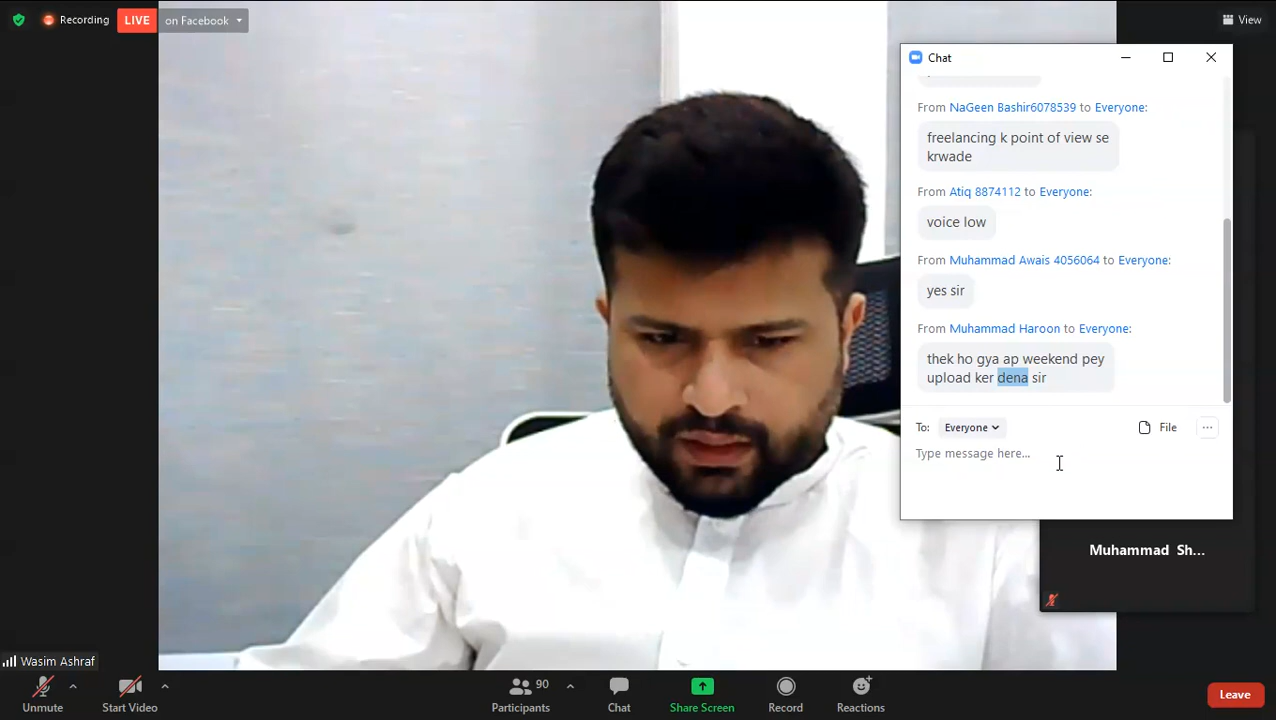 Recording
LIVE
on Facebook
View
Chat
From NaGeen Bashir6078539 to Everyone:
freelancing k point of view se
krwade
From Atiq 8874112 to Everyone:
voice low
From Muhammad Awais 4056064 to Everyone:
yes sir
From Muhammad Haroon to Everyone:
thek ho gya ap weekend pey
upload ker dena sir
To: Everyone
File
Type message here...
Muhammad Sh...
Wasim Ashraf
Unmute
Start Video
90
Participants
Chat
Share Screen
Record
Reactions
Leave